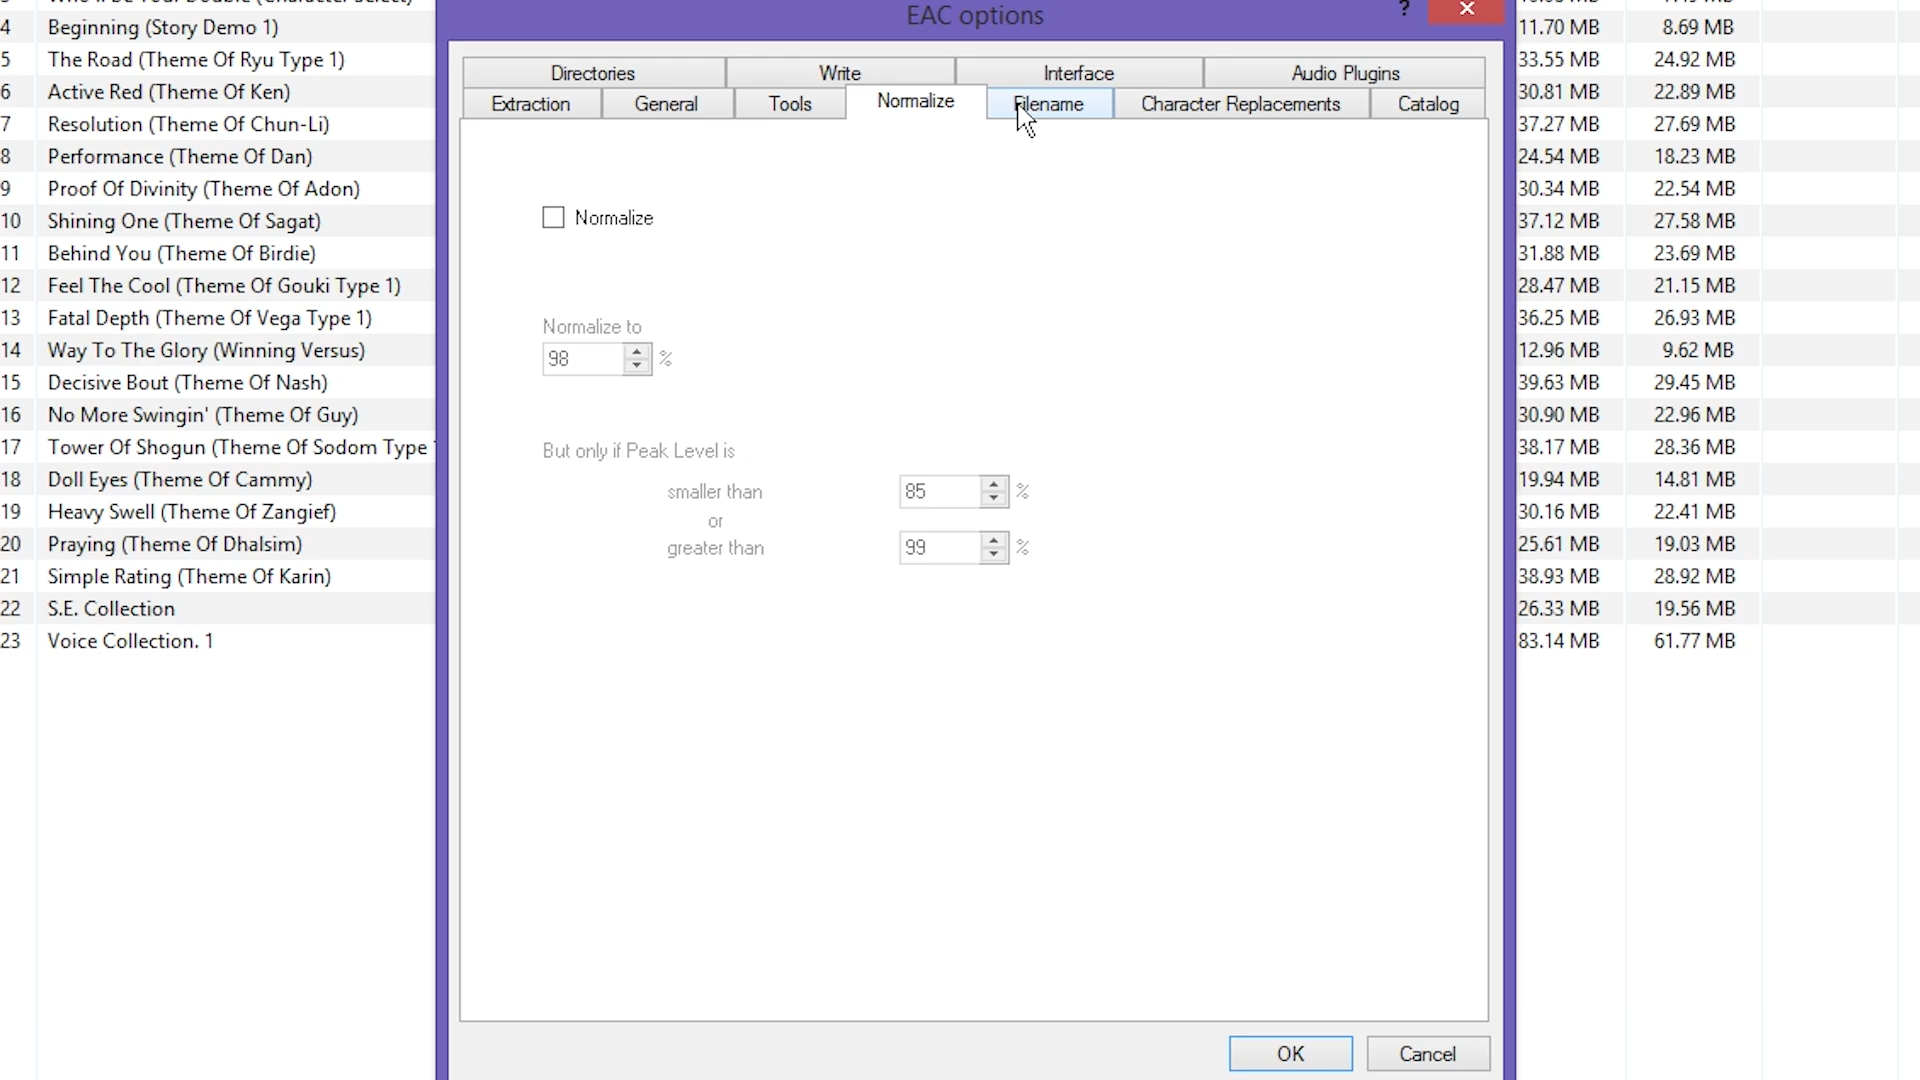 EAC options
?
Directories Write Interface Audio Plugins
Extraction General Tools Normalize Filename Character Replacements Catalog
Normalize
Normalize to
98 %
But only if Peak Level is
smaller than 85 %
or
greater than 99 %
OK Cancel
4 Beginning (Story Demo 1) 11.70 MB 8.69 MB
5 The Road (Theme Of Ryu Type 1) 33.55 MB 24.92 MB
6 Active Red (Theme Of Ken) 30.81 MB 22.89 MB
7 Resolution (Theme Of Chun-Li) 37.27 MB 27.69 MB
8 Performance (Theme Of Dan) 24.54 MB 18.23 MB
9 Proof Of Divinity (Theme Of Adon) 30.34 MB 22.54 MB
10 Shining One (Theme Of Sagat) 37.12 MB 27.58 MB
11 Behind You (Theme Of Birdie) 31.88 MB 23.69 MB
12 Feel The Cool (Theme Of Gouki Type 1) 28.47 MB 21.15 MB
13 Fatal Depth (Theme Of Vega Type 1) 36.25 MB 26.93 MB
14 Way To The Glory (Winning Versus) 12.96 MB 9.62 MB
15 Decisive Bout (Theme Of Nash) 39.63 MB 29.45 MB
16 No More Swingin' (Theme Of Guy) 30.90 MB 22.96 MB
17 Tower Of Shogun (Theme Of Sodom Type 38.17 MB 28.36 MB
18 Doll Eyes (Theme Of Cammy) 19.94 MB 14.81 MB
19 Heavy Swell (Theme Of Zangief) 30.16 MB 22.41 MB
20 Praying (Theme Of Dhalsim) 25.61 MB 19.03 MB
21 Simple Rating (Theme Of Karin) 38.93 MB 28.92 MB
22 S.E. Collection 26.33 MB 19.56 MB
23 Voice Collection. 1 83.14 MB 61.77 MB